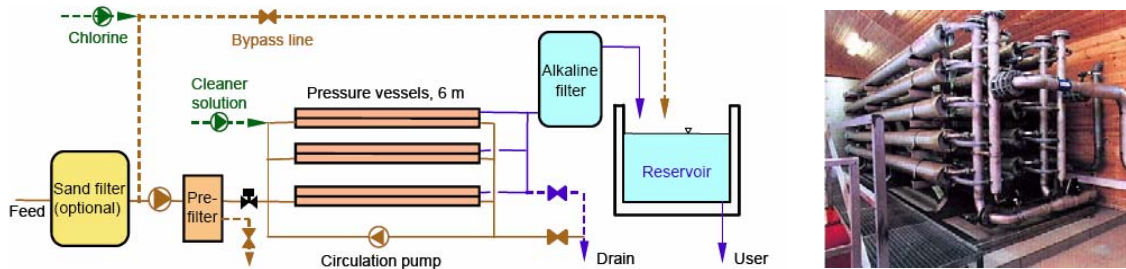 Chlorine
Bypass line
Cleaner
solution
Pressure vessels, 6 m
Alkaline
filter
Sand filter
(optional)
Feed
Pre-
filter
Reservoir
Circulation pump
Drain
User